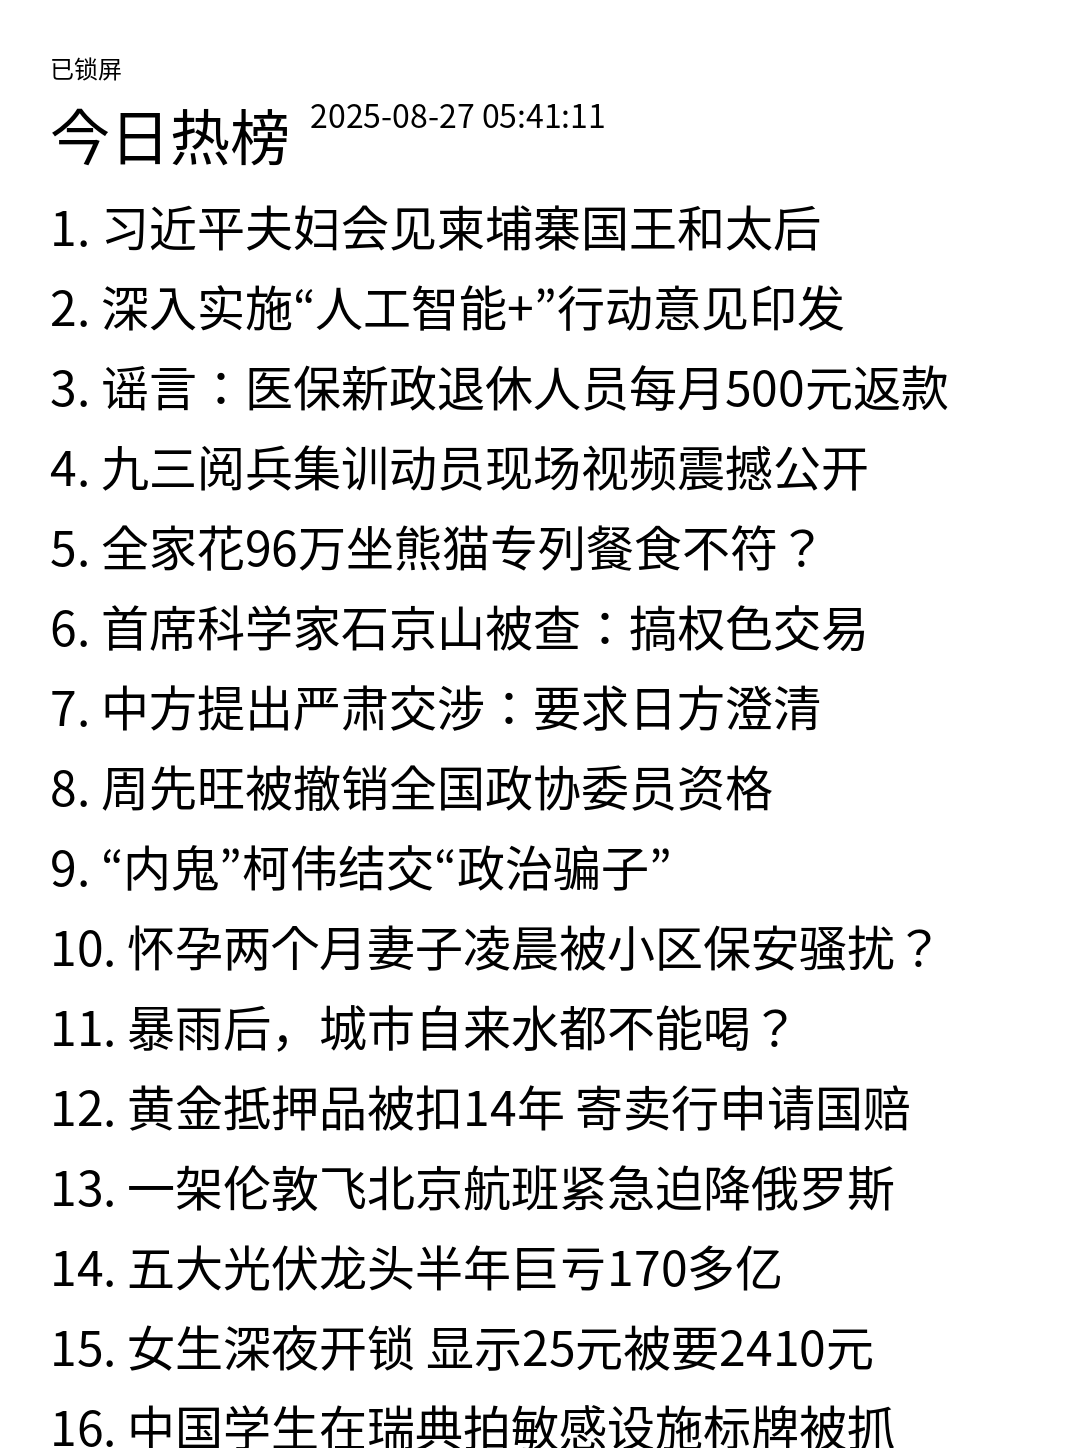 已锁屏
今日热榜 2025-08-27 05:41:11
1. 习近平夫妇会见柬埔寨国王和太后
2. 深入实施“人工智能+”行动意见印发
3. 谣言：医保新政退休人员每月500元返款
4. 九三阅兵集训动员现场视频震撼公开
5. 全家花96万坐熊猫专列餐食不符？
6. 首席科学家石京山被查：搞权色交易
7. 中方提出严肃交涉：要求日方澄清
8. 周先旺被撤销全国政协委员资格
9. “内鬼”柯伟结交“政治骗子”
10. 怀孕两个月妻子凌晨被小区保安骚扰？
11. 暴雨后，城市自来水都不能喝？
12. 黄金抵押品被扣14年 寄卖行申请国赔
13. 一架伦敦飞北京航班紧急迫降俄罗斯
14. 五大光伏龙头半年巨亏170多亿
15. 女生深夜开锁 显示25元被要2410元
16. 中国学生在瑞典拍敏感设施标牌被抓